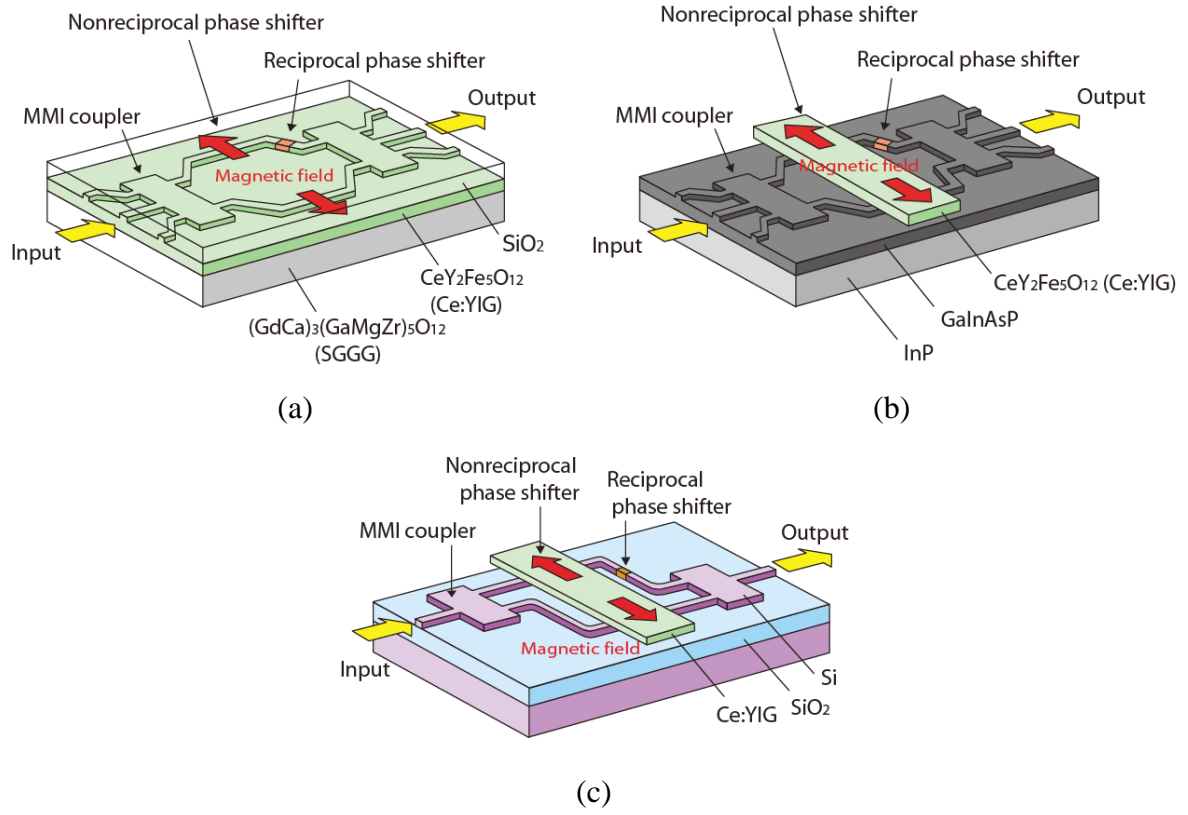 Nonreciprocal phase shifter
Reciprocal phase shifter
Output
MMI coupler
Magnetic field
Input
SiO2
CeY2Fe5O12
(Ce:YIG)
(GdCa)3(GaMgZr)5O12
(SGGG)
(a)
Nonreciprocal phase shifter
Reciprocal phase shifter
Output
MMI coupler
Magnetic field
Input
CeY2Fe5O12 (Ce:YIG)
GaInAsP
InP
(b)
Nonreciprocal
phase shifter
Reciprocal
phase shifter
MMI coupler
Output
Magnetic field
Input
Si
SiO2
Ce:YIG
(c)